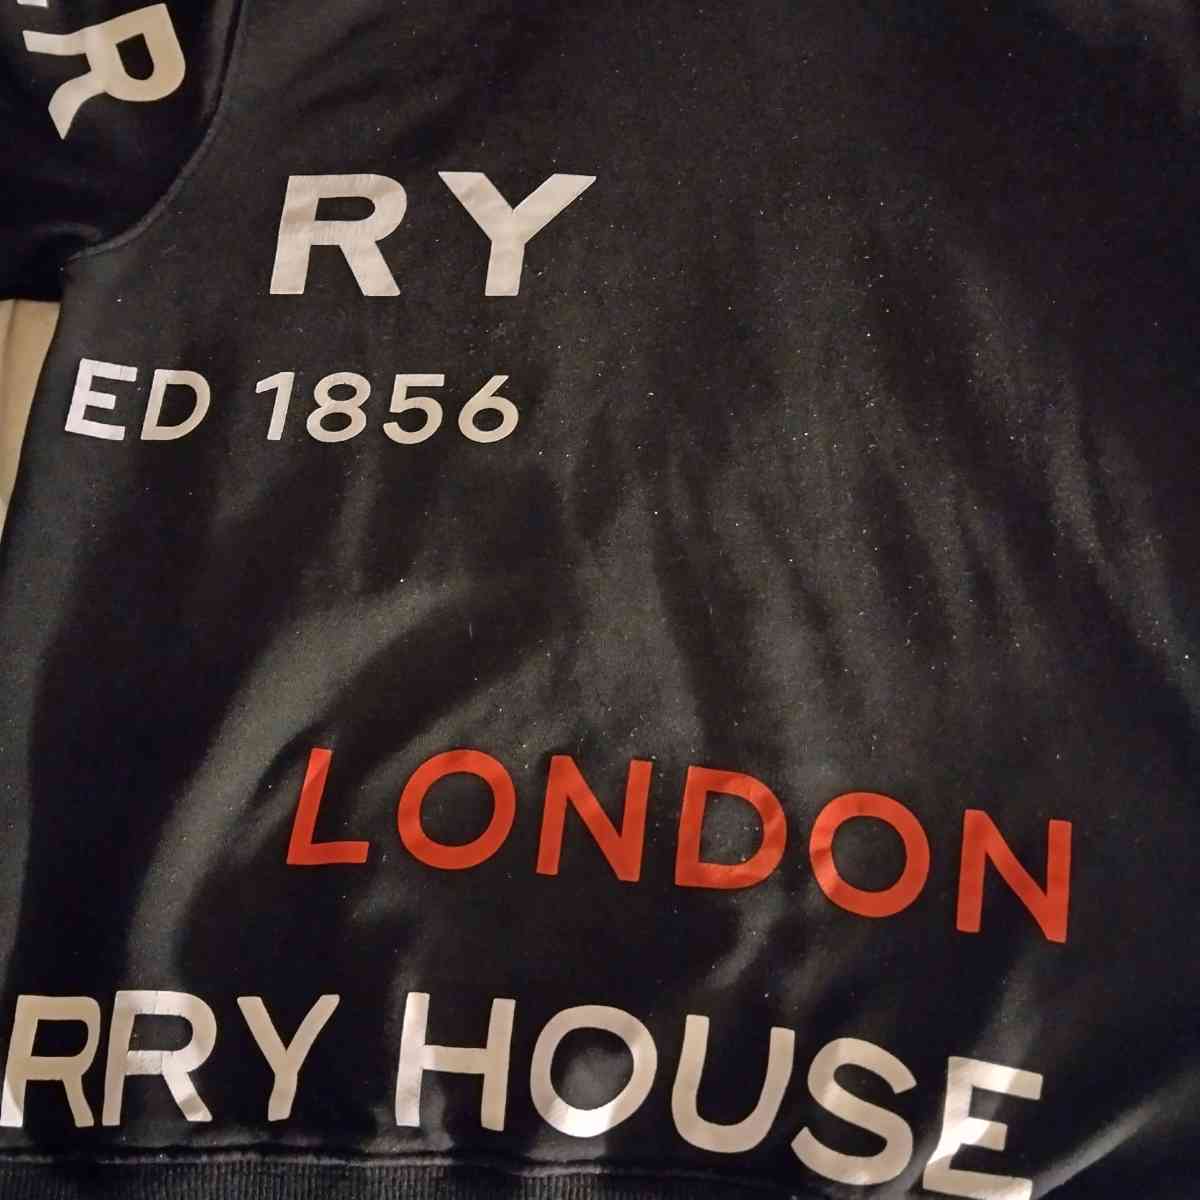 R
RY
ED 1856
LONDON
RRY HOUSE